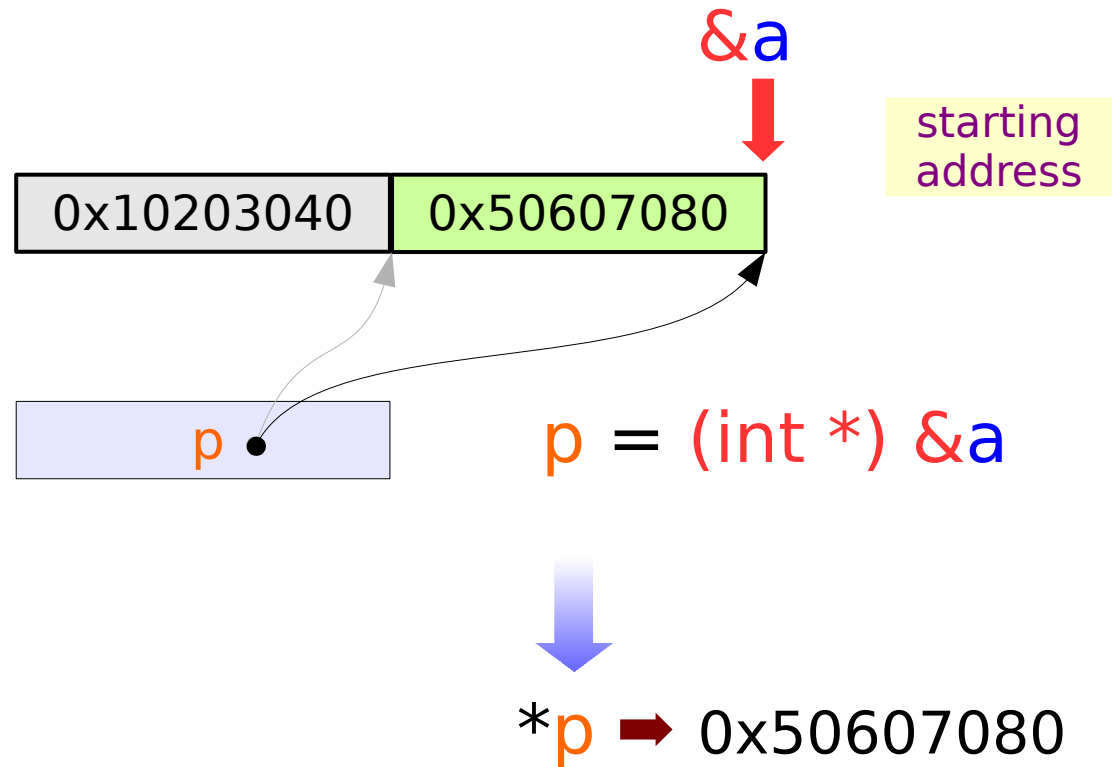 &a
starting
address
0x10203040 0x50607080
p
p = (int *) &a
*p 0x50607080